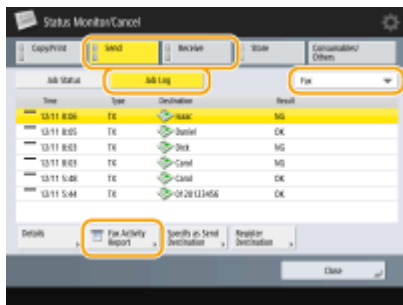 Status Monitor/Cancel
Copy/Print
Send
Receive
Store
Consumables/
Others
Job Status
Job Log
Fax
Time
Type
Destination
Result
12/11 8:06 TX Isaac NG
12/11 8:05 TX Daniel OK
12/11 8:03 TX Dick NG
12/11 8:03 TX Carol NG
12/11 5:48 TX Carol OK
12/11 5:44 TX 0120123456 OK
Details
Fax Activity
Report
Specify as Send
Destination
Register
Destination
Close